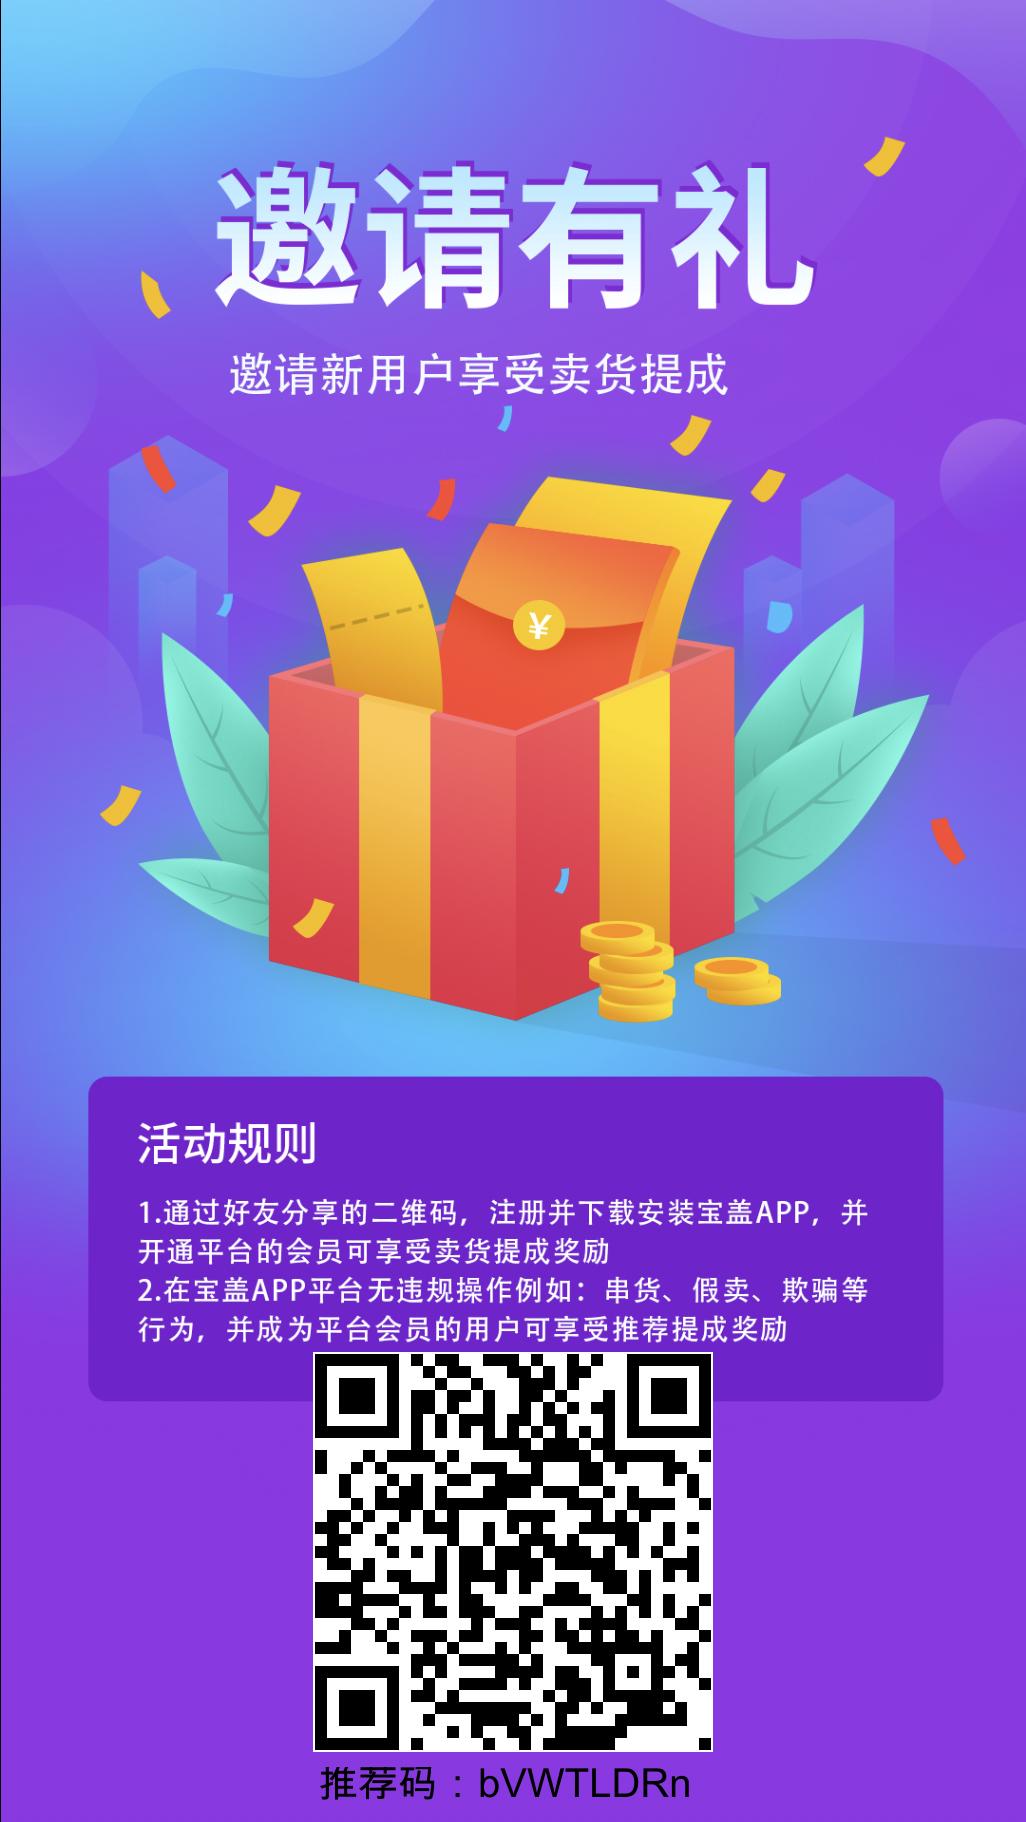 邀请有礼
邀请新用户享受卖货提成
¥
活动规则
1.通过好友分享的二维码，注册并下载安装宝盖APP，并
开通平台的会员可享受卖货提成奖励
2.在宝盖APP平台无违规操作例如：串货、假卖、欺骗等
行为，并成为平台会员的用户可享受推荐提成奖励
推荐码：bVWTLDRn